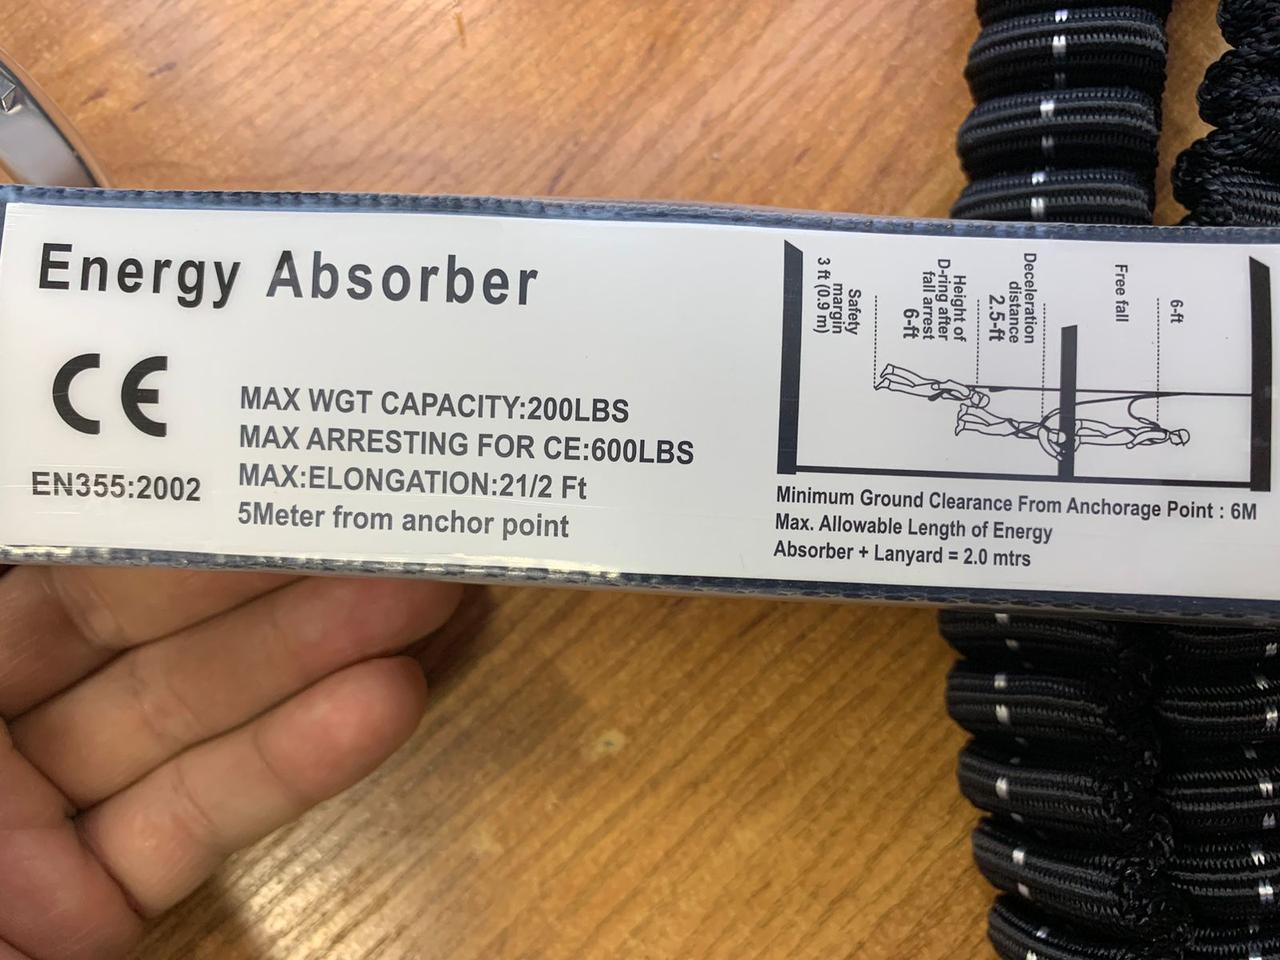 Energy Absorber
CE
EN355:2002
MAX WGT CAPACITY:200LBS
MAX ARRESTING FOR CE:600LBS
MAX:ELONGATION:21/2 Ft
5Meter from anchor point
Safety
margin
3 ft (0.9 m)
Height of
D-ring after
fall arrest
6-ft
Deceleration
distance
2.5-ft
Free fall
6-ft
Minimum Ground Clearance From Anchorage Point : 6M
Max. Allowable Length of Energy
Absorber + Lanyard = 2.0 mtrs